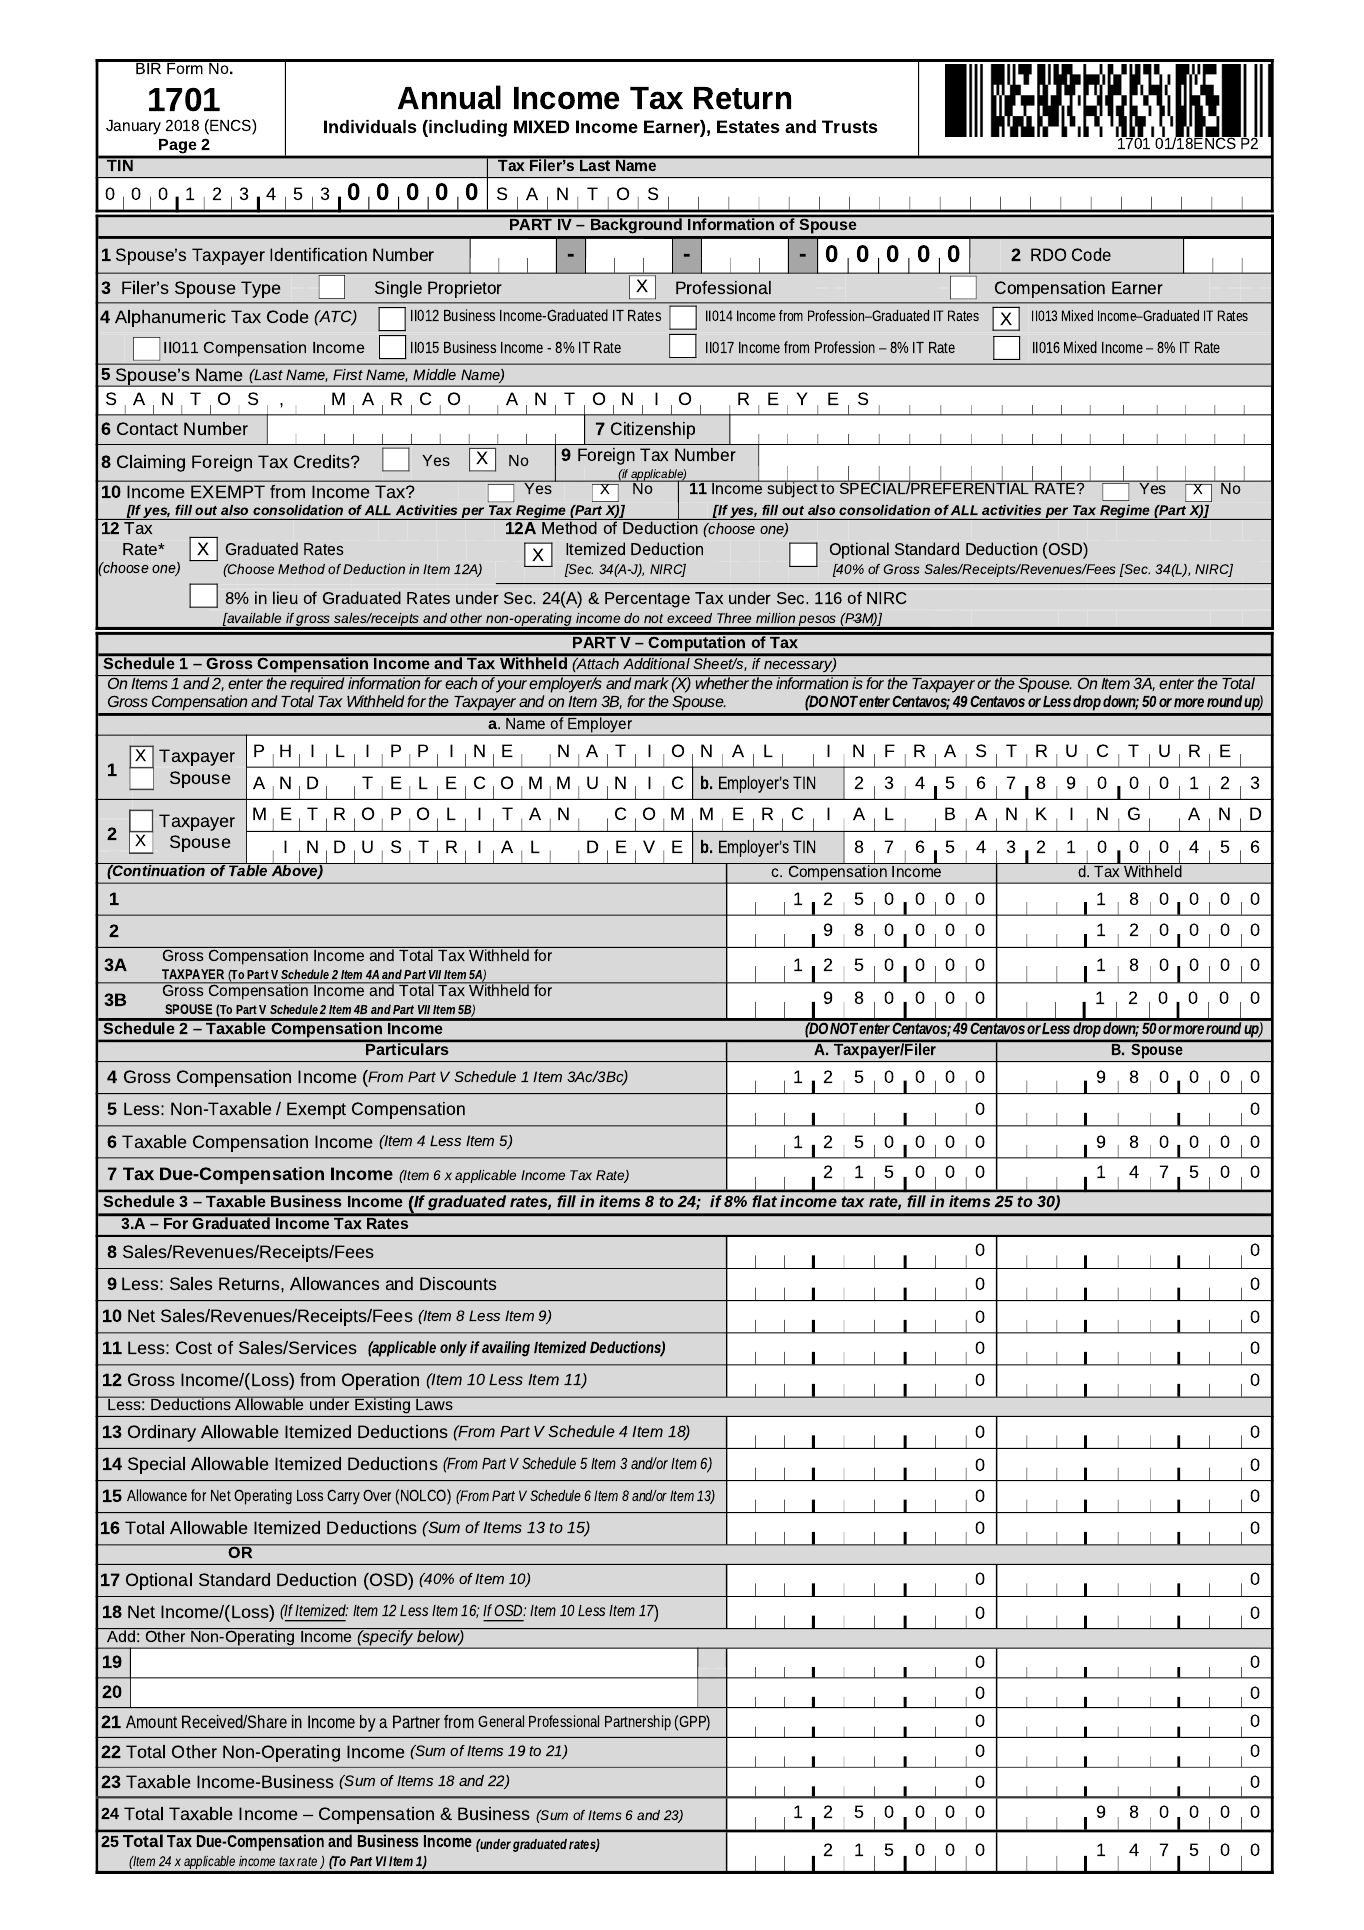 BIR Form No.
1701
January 2018 (ENCS)
Page 2
Annual Income Tax Return
Individuals (including MIXED Income Earner), Estates and Trusts
1701 01/18ENCS P2
TIN Tax Filer's Last Name
0 0 0 1 2 3 4 5 3 0 0 0 0 0 S A N T O S
PART IV – Background Information of Spouse
1 Spouse's Taxpayer Identification Number - - - 0 0 0 0 0 2 RDO Code
3 Filer's Spouse Type Single Proprietor X Professional Compensation Earner
4 Alphanumeric Tax Code (ATC) II012 Business Income-Graduated IT Rates II014 Income from Profession–Graduated IT Rates X II013 Mixed Income–Graduated IT Rates
II011 Compensation Income II015 Business Income - 8% IT Rate II017 Income from Profession – 8% IT Rate II016 Mixed Income – 8% IT Rate
5 Spouse's Name (Last Name, First Name, Middle Name)
S A N T O S , M A R C O A N T O N I O R E Y E S
6 Contact Number 7 Citizenship
8 Claiming Foreign Tax Credits? Yes X No 9 Foreign Tax Number
(if applicable)
10 Income EXEMPT from Income Tax? Yes X No 11 Income subject to SPECIAL/PREFERENTIAL RATE? Yes X No
[If yes, fill out also consolidation of ALL Activities per Tax Regime (Part X)] [If yes, fill out also consolidation of ALL activities per Tax Regime (Part X)]
12 Tax 12A Method of Deduction (choose one)
Rate* X Graduated Rates X Itemized Deduction Optional Standard Deduction (OSD)
(choose one) (Choose Method of Deduction in Item 12A) [Sec. 34(A-J), NIRC] [40% of Gross Sales/Receipts/Revenues/Fees [Sec. 34(L), NIRC]
8% in lieu of Graduated Rates under Sec. 24(A) & Percentage Tax under Sec. 116 of NIRC
[available if gross sales/receipts and other non-operating income do not exceed Three million pesos (P3M)]
PART V – Computation of Tax
Schedule 1 – Gross Compensation Income and Tax Withheld (Attach Additional Sheet/s, if necessary)
On Items 1 and 2, enter the required information for each of your employer/s and mark (X) whether the information is for the Taxpayer or the Spouse. On Item 3A, enter the Total
Gross Compensation and Total Tax Withheld for the Taxpayer and on Item 3B, for the Spouse. (DO NOT enter Centavos; 49 Centavos or Less drop down; 50 or more round up)
a. Name of Employer
1 X Taxpayer P H I L I P P I N E N A T I O N A L I N F R A S T R U C T U R E
Spouse A N D T E L E C O M M U N I C b. Employer's TIN 2 3 4 5 6 7 8 9 0 0 0 1 2 3
2 Taxpayer M E T R O P O L I T A N C O M M E R C I A L B A N K I N G A N D
X Spouse I N D U S T R I A L D E V E b. Employer's TIN 8 7 6 5 4 3 2 1 0 0 0 4 5 6
(Continuation of Table Above) c. Compensation Income d. Tax Withheld
1 1 2 5 0 0 0 0 1 8 0 0 0 0
2 9 8 0 0 0 0 1 2 0 0 0 0
3A Gross Compensation Income and Total Tax Withheld for
TAXPAYER (To Part V Schedule 2 Item 4A and Part VII Item 5A) 1 2 5 0 0 0 0 1 8 0 0 0 0
3B Gross Compensation Income and Total Tax Withheld for
SPOUSE (To Part V Schedule 2 Item 4B and Part VII Item 5B) 9 8 0 0 0 0 1 2 0 0 0 0
Schedule 2 – Taxable Compensation Income (DO NOT enter Centavos; 49 Centavos or Less drop down; 50 or more round up)
Particulars A. Taxpayer/Filer B. Spouse
4 Gross Compensation Income (From Part V Schedule 1 Item 3Ac/3Bc) 1 2 5 0 0 0 0 9 8 0 0 0 0
5 Less: Non-Taxable / Exempt Compensation 0 0
6 Taxable Compensation Income (Item 4 Less Item 5) 1 2 5 0 0 0 0 9 8 0 0 0 0
7 Tax Due-Compensation Income (Item 6 x applicable Income Tax Rate) 2 1 5 0 0 0 1 4 7 5 0 0
Schedule 3 – Taxable Business Income (If graduated rates, fill in items 8 to 24; if 8% flat income tax rate, fill in items 25 to 30)
3.A – For Graduated Income Tax Rates
8 Sales/Revenues/Receipts/Fees 0 0
9 Less: Sales Returns, Allowances and Discounts 0 0
10 Net Sales/Revenues/Receipts/Fees (Item 8 Less Item 9) 0 0
11 Less: Cost of Sales/Services (applicable only if availing Itemized Deductions) 0 0
12 Gross Income/(Loss) from Operation (Item 10 Less Item 11) 0 0
Less: Deductions Allowable under Existing Laws
13 Ordinary Allowable Itemized Deductions (From Part V Schedule 4 Item 18) 0 0
14 Special Allowable Itemized Deductions (From Part V Schedule 5 Item 3 and/or Item 6) 0 0
15 Allowance for Net Operating Loss Carry Over (NOLCO) (From Part V Schedule 6 Item 8 and/or Item 13) 0 0
16 Total Allowable Itemized Deductions (Sum of Items 13 to 15) 0 0
OR
17 Optional Standard Deduction (OSD) (40% of Item 10) 0 0
18 Net Income/(Loss) (If Itemized: Item 12 Less Item 16; If OSD: Item 10 Less Item 17) 0 0
Add: Other Non-Operating Income (specify below)
19 0 0
20 0 0
21 Amount Received/Share in Income by a Partner from General Professional Partnership (GPP) 0 0
22 Total Other Non-Operating Income (Sum of Items 19 to 21) 0 0
23 Taxable Income-Business (Sum of Items 18 and 22) 0 0
24 Total Taxable Income – Compensation & Business (Sum of Items 6 and 23) 1 2 5 0 0 0 0 9 8 0 0 0 0
25 Total Tax Due-Compensation and Business Income (under graduated rates)
(Item 24 x applicable income tax rate ) (To Part VI Item 1) 2 1 5 0 0 0 1 4 7 5 0 0